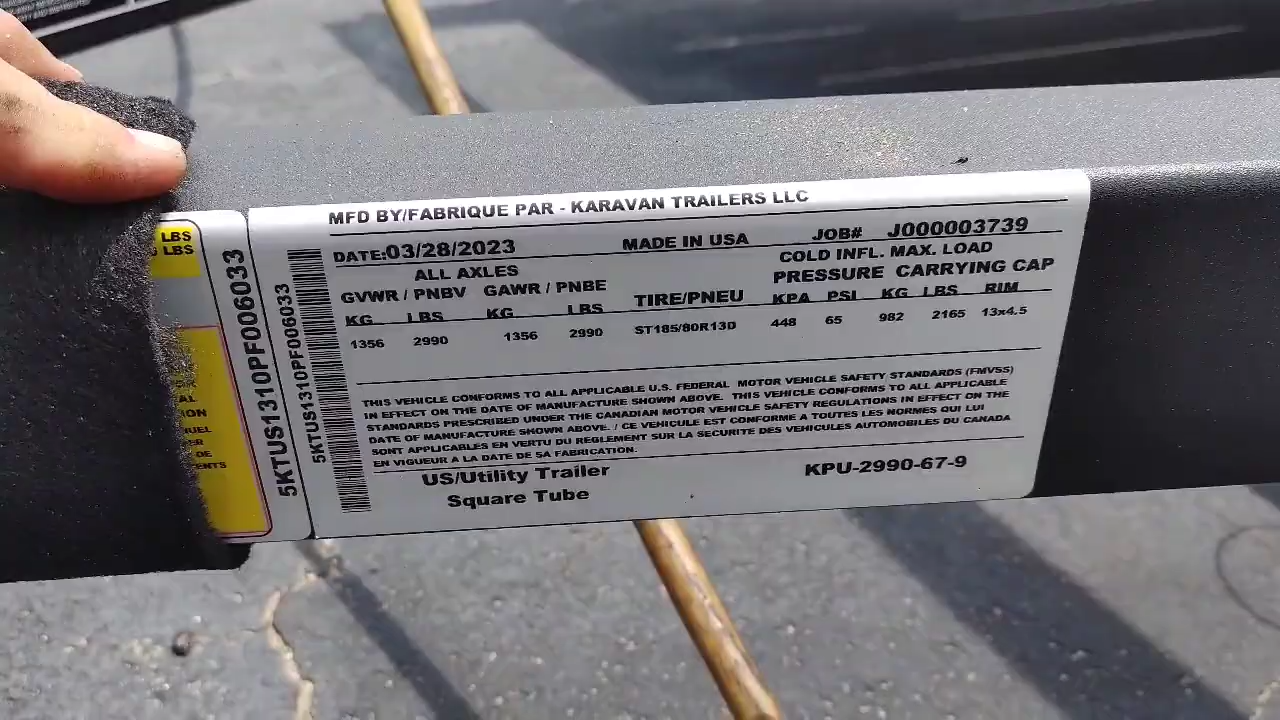 LBS
LBS
AL
ION
UEL
ER
DE
ENTS
5KTUS1310PF006033
5KTUS1310PF006033
MFD BY/FABRIQUE PAR - KARAVAN TRAILERS LLC
DATE:03/28/2023 MADE IN USA JOB# J000003739
ALL AXLES COLD INFL. MAX. LOAD
GVWR / PNBV GAWR / PNBE TIRE/PNEU PRESSURE CARRYING CAP
KG LBS KG LBS KPA PSI KG LBS RIM
1356 2990 1356 2990 ST185/80R13D 448 65 982 2165 13x4.5
THIS VEHICLE CONFORMS TO ALL APPLICABLE U.S. FEDERAL MOTOR VEHICLE SAFETY STANDARDS (FMVSS)
IN EFFECT ON THE DATE OF MANUFACTURE SHOWN ABOVE. THIS VEHICLE CONFORMS TO ALL APPLICABLE
STANDARDS PRESCRIBED UNDER THE CANADIAN MOTOR VEHICLE SAFETY REGULATIONS IN EFFECT ON THE
DATE OF MANUFACTURE SHOWN ABOVE. / CE VEHICULE EST CONFORME A TOUTES LES NORMES QUI LUI
SONT APPLICABLES EN VERTU DU REGLEMENT SUR LA SECURITE DES VEHICULES AUTOMOBILES DU CANADA
EN VIGUEUR A LA DATE DE SA FABRICATION.
US/Utility Trailer KPU-2990-67-9
Square Tube